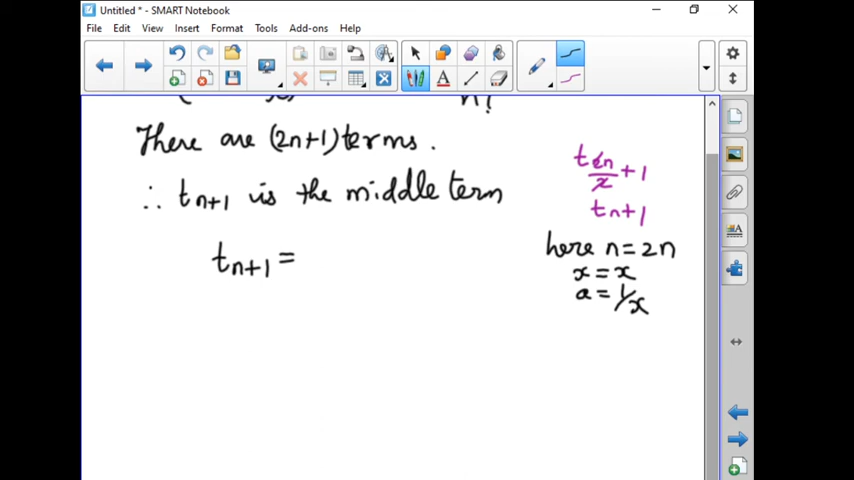 Untitled * - SMART Notebook
File Edit View Insert Format Tools Add-ons Help
n!
There are (2n+1) terms.
∴ tn+1 is the middle term
tn+1 =
t2n/2 +1
tn+1
here n=2n
x=x
a=1/x